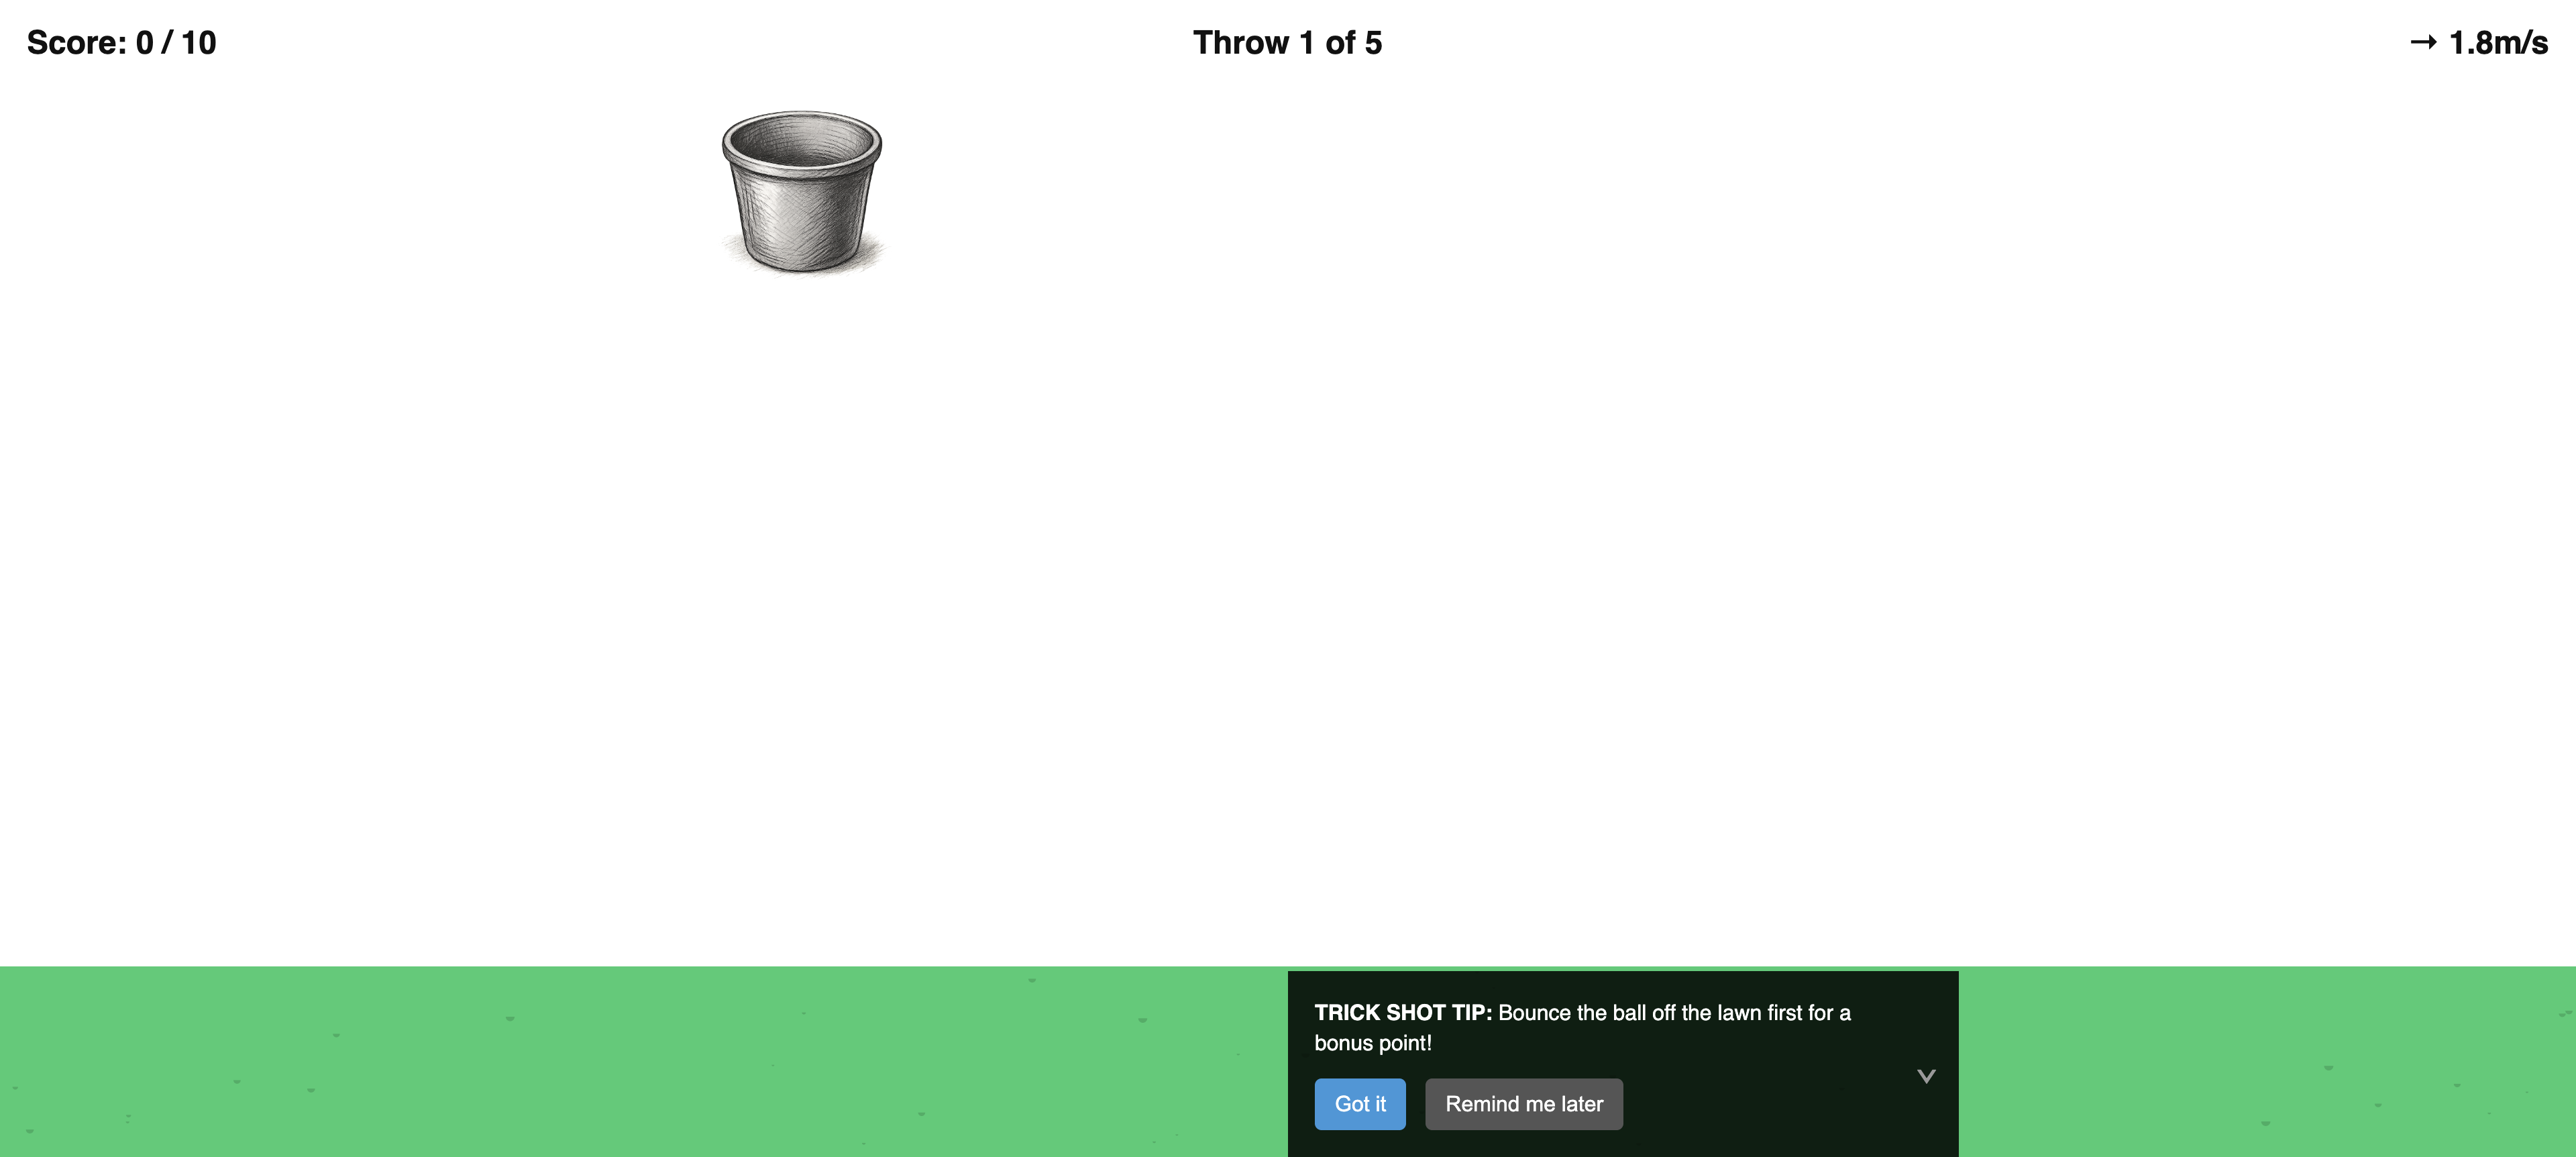 Score: 0 / 10
Throw 1 of 5
→ 1.8m/s
TRICK SHOT TIP: Bounce the ball off the lawn first for a
bonus point!
Got it
Remind me later